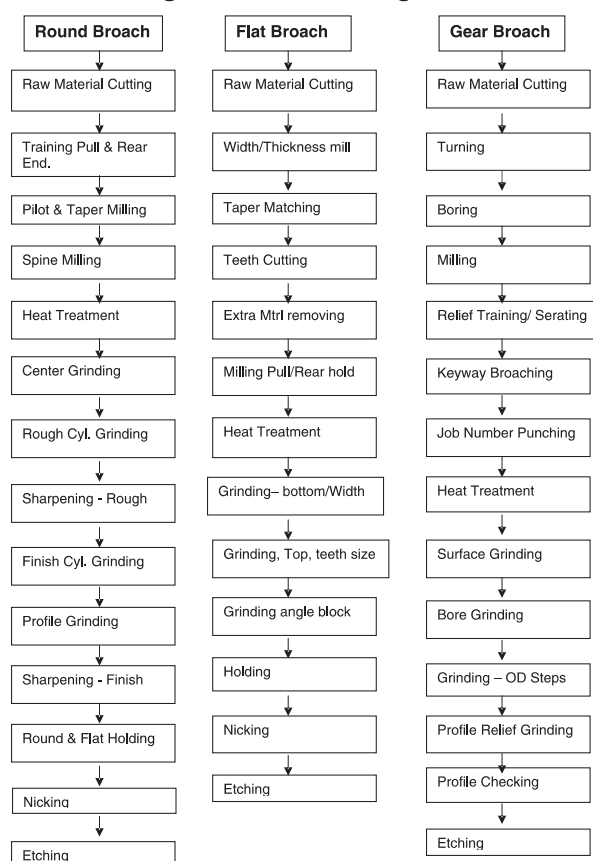 Round Broach
Raw Material Cutting
Training Pull & Rear
End.
Pilot & Taper Milling
Spine Milling
Heat Treatment
Center Grinding
Rough Cyl. Grinding
Sharpening - Rough
Finish Cyl. Grinding
Profile Grinding
Sharpening - Finish
Round & Flat Holding
Nicking
Etching
Flat Broach
Raw Material Cutting
Width/Thickness mill
Taper Matching
Teeth Cutting
Extra Mtrl removing
Milling Pull/Rear hold
Heat Treatment
Grinding– bottom/Width
Grinding, Top, teeth size
Grinding angle block
Holding
Nicking
Etching
Gear Broach
Raw Material Cutting
Turning
Boring
Milling
Relief Training/ Serating
Keyway Broaching
Job Number Punching
Heat Treatment
Surface Grinding
Bore Grinding
Grinding – OD Steps
Profile Relief Grinding
Profile Checking
Etching